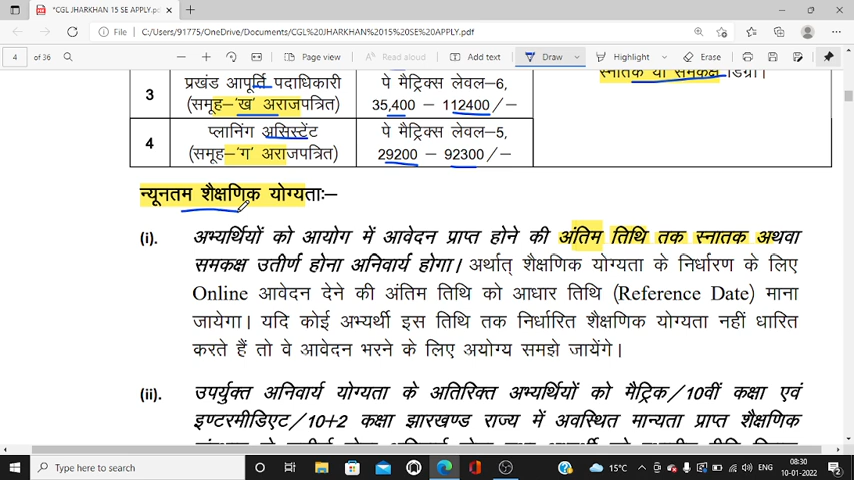 *CGL JHARKHAN 15 SE APPLY.pdf
File C:/Users/91775/OneDrive/Documents/CGL%20JHARKHAN%2015%20SE%20APPLY.pdf
4 of 36 Page view Read aloud Add text Draw Highlight Erase
3 प्रखंड आपूर्ति पदाधिकारी पे मैट्रिक्स लेवल–6, स्नातक या समकक्ष डिग्री।
(समूह–'ख' अराजपत्रित) 35,400 – 112400/–
4 प्लानिंग असिस्टेंट पे मैट्रिक्स लेवल–5,
(समूह–'ग' अराजपत्रित) 29200 – 92300/–
न्यूनतम शैक्षणिक योग्यताः–
(i). अभ्यर्थियों को आयोग में आवेदन प्राप्त होने की अंतिम तिथि तक स्नातक अथवा
समकक्ष उतीर्ण होना अनिवार्य होगा। अर्थात् शैक्षणिक योग्यता के निर्धारण के लिए
Online आवेदन देने की अंतिम तिथि को आधार तिथि (Reference Date) माना
जायेगा। यदि कोई अभ्यर्थी इस तिथि तक निर्धारित शैक्षणिक योग्यता नहीं धारित
करते हैं तो वे आवेदन भरने के लिए अयोग्य समझे जायेंगे।
(ii). उपर्युक्त अनिवार्य योग्यता के अतिरिक्त अभ्यर्थियों को मैट्रिक/10वीं कक्षा एवं
इण्टरमीडिएट/10+2 कक्षा झारखण्ड राज्य में अवस्थित मान्यता प्राप्त शैक्षणिक
Type here to search 15°C ENG 08:30
10-01-2022 2